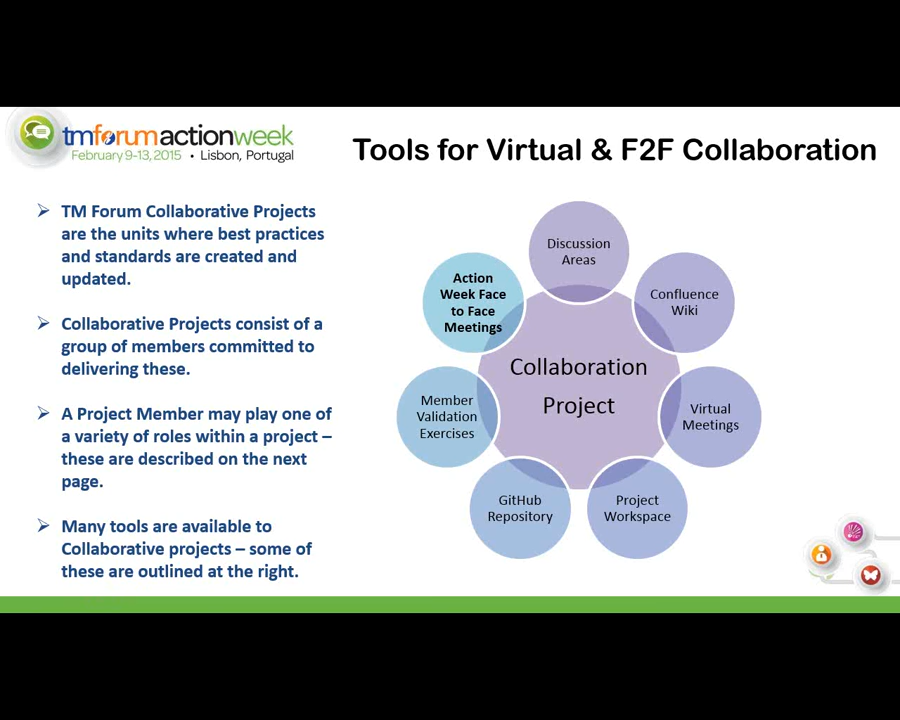 tmforumactionweek
February 9-13, 2015 • Lisbon, Portugal
Tools for Virtual & F2F Collaboration
TM Forum Collaborative Projects
are the units where best practices
and standards are created and
updated.
Collaborative Projects consist of a
group of members committed to
delivering these.
A Project Member may play one of
a variety of roles within a project –
these are described on the next
page.
Many tools are available to
Collaborative projects – some of
these are outlined at the right.
Discussion
Areas
Confluence
Wiki
Virtual
Meetings
Project
Workspace
GitHub
Repository
Member
Validation
Exercises
Action
Week Face
to Face
Meetings
Collaboration
Project